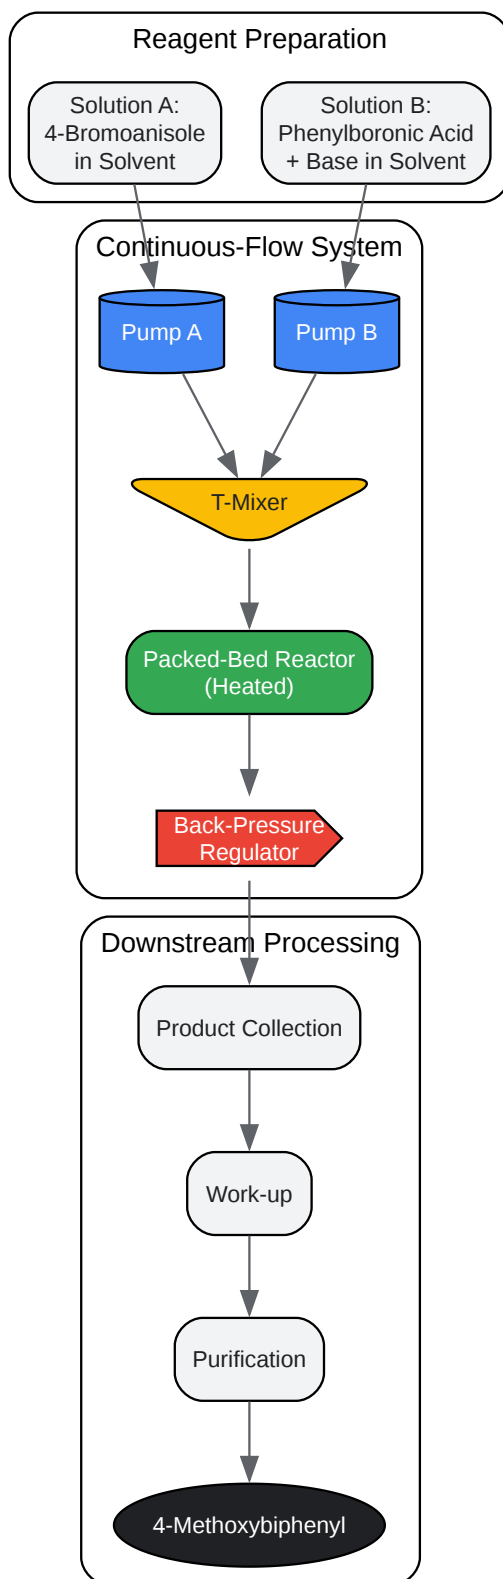 Reagent Preparation
Solution A:
4-Bromoanisole
in Solvent
Solution B:
Phenylboronic Acid
+ Base in Solvent
Continuous-Flow System
Pump A
Pump B
T-Mixer
Packed-Bed Reactor
(Heated)
Back-Pressure
Regulator
Downstream Processing
Product Collection
Work-up
Purification
4-Methoxybiphenyl